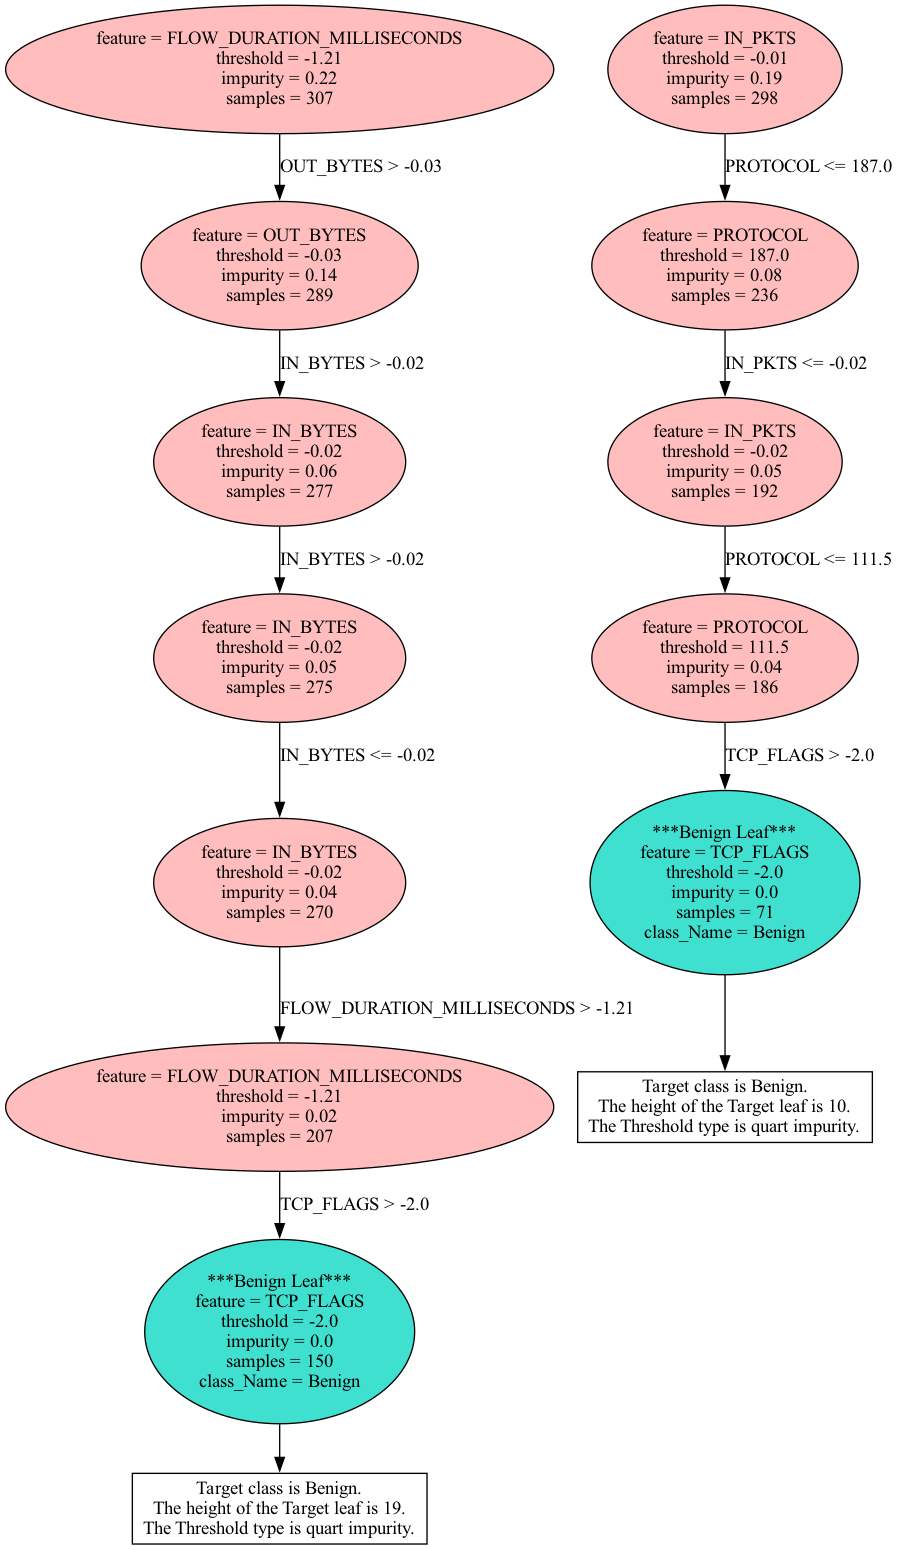 feature = FLOW_DURATION_MILLISECONDS
threshold = -1.21
impurity = 0.22
samples = 307
OUT_BYTES > -0.03
feature = OUT_BYTES
threshold = -0.03
impurity = 0.14
samples = 289
IN_BYTES > -0.02
feature = IN_BYTES
threshold = -0.02
impurity = 0.06
samples = 277
IN_BYTES > -0.02
feature = IN_BYTES
threshold = -0.02
impurity = 0.05
samples = 275
IN_BYTES <= -0.02
feature = IN_BYTES
threshold = -0.02
impurity = 0.04
samples = 270
FLOW_DURATION_MILLISECONDS > -1.21
feature = FLOW_DURATION_MILLISECONDS
threshold = -1.21
impurity = 0.02
samples = 207
TCP_FLAGS > -2.0
***Benign Leaf***
feature = TCP_FLAGS
threshold = -2.0
impurity = 0.0
samples = 150
class_Name = Benign
Target class is Benign.
The height of the Target leaf is 19.
The Threshold type is quart impurity.
feature = IN_PKTS
threshold = -0.01
impurity = 0.19
samples = 298
PROTOCOL <= 187.0
feature = PROTOCOL
threshold = 187.0
impurity = 0.08
samples = 236
IN_PKTS <= -0.02
feature = IN_PKTS
threshold = -0.02
impurity = 0.05
samples = 192
PROTOCOL <= 111.5
feature = PROTOCOL
threshold = 111.5
impurity = 0.04
samples = 186
TCP_FLAGS > -2.0
***Benign Leaf***
feature = TCP_FLAGS
threshold = -2.0
impurity = 0.0
samples = 71
class_Name = Benign
Target class is Benign.
The height of the Target leaf is 10.
The Threshold type is quart impurity.